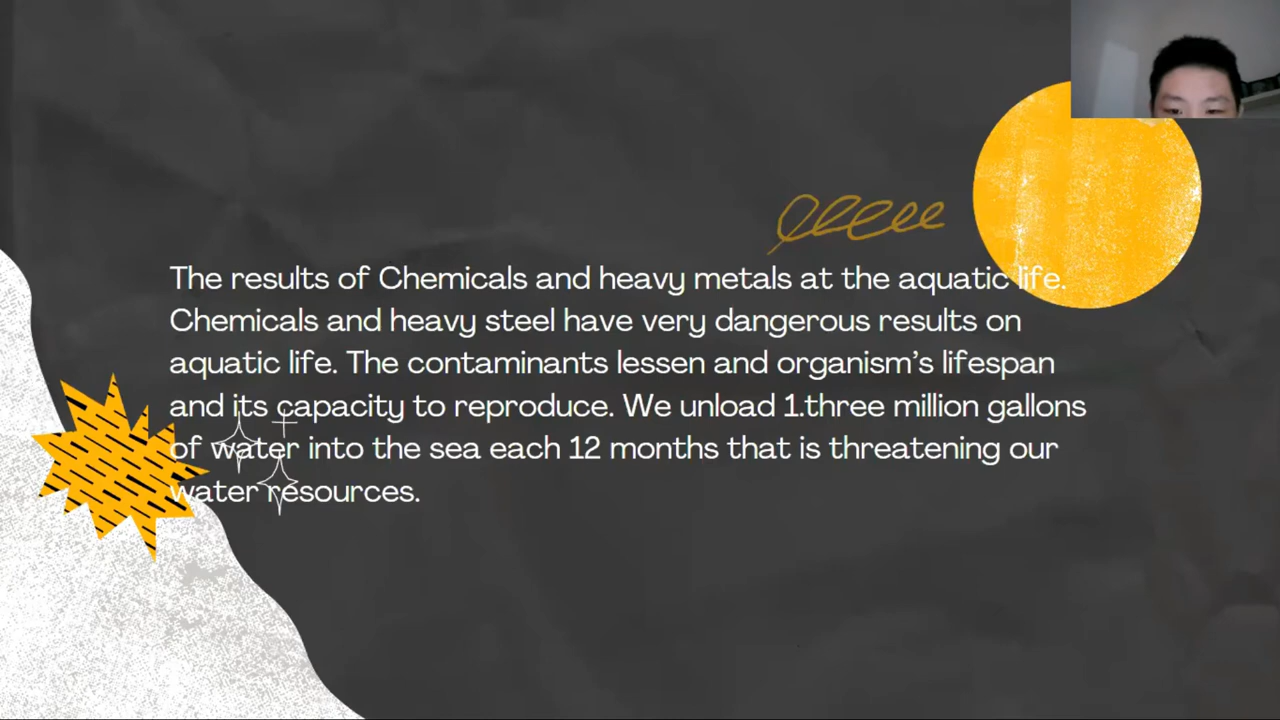 The results of Chemicals and heavy metals at the aquatic life.
Chemicals and heavy steel have very dangerous results on
aquatic life. The contaminants lessen and organism’s lifespan
and its capacity to reproduce. We unload 1.three million gallons
of water into the sea each 12 months that is threatening our
water resources.